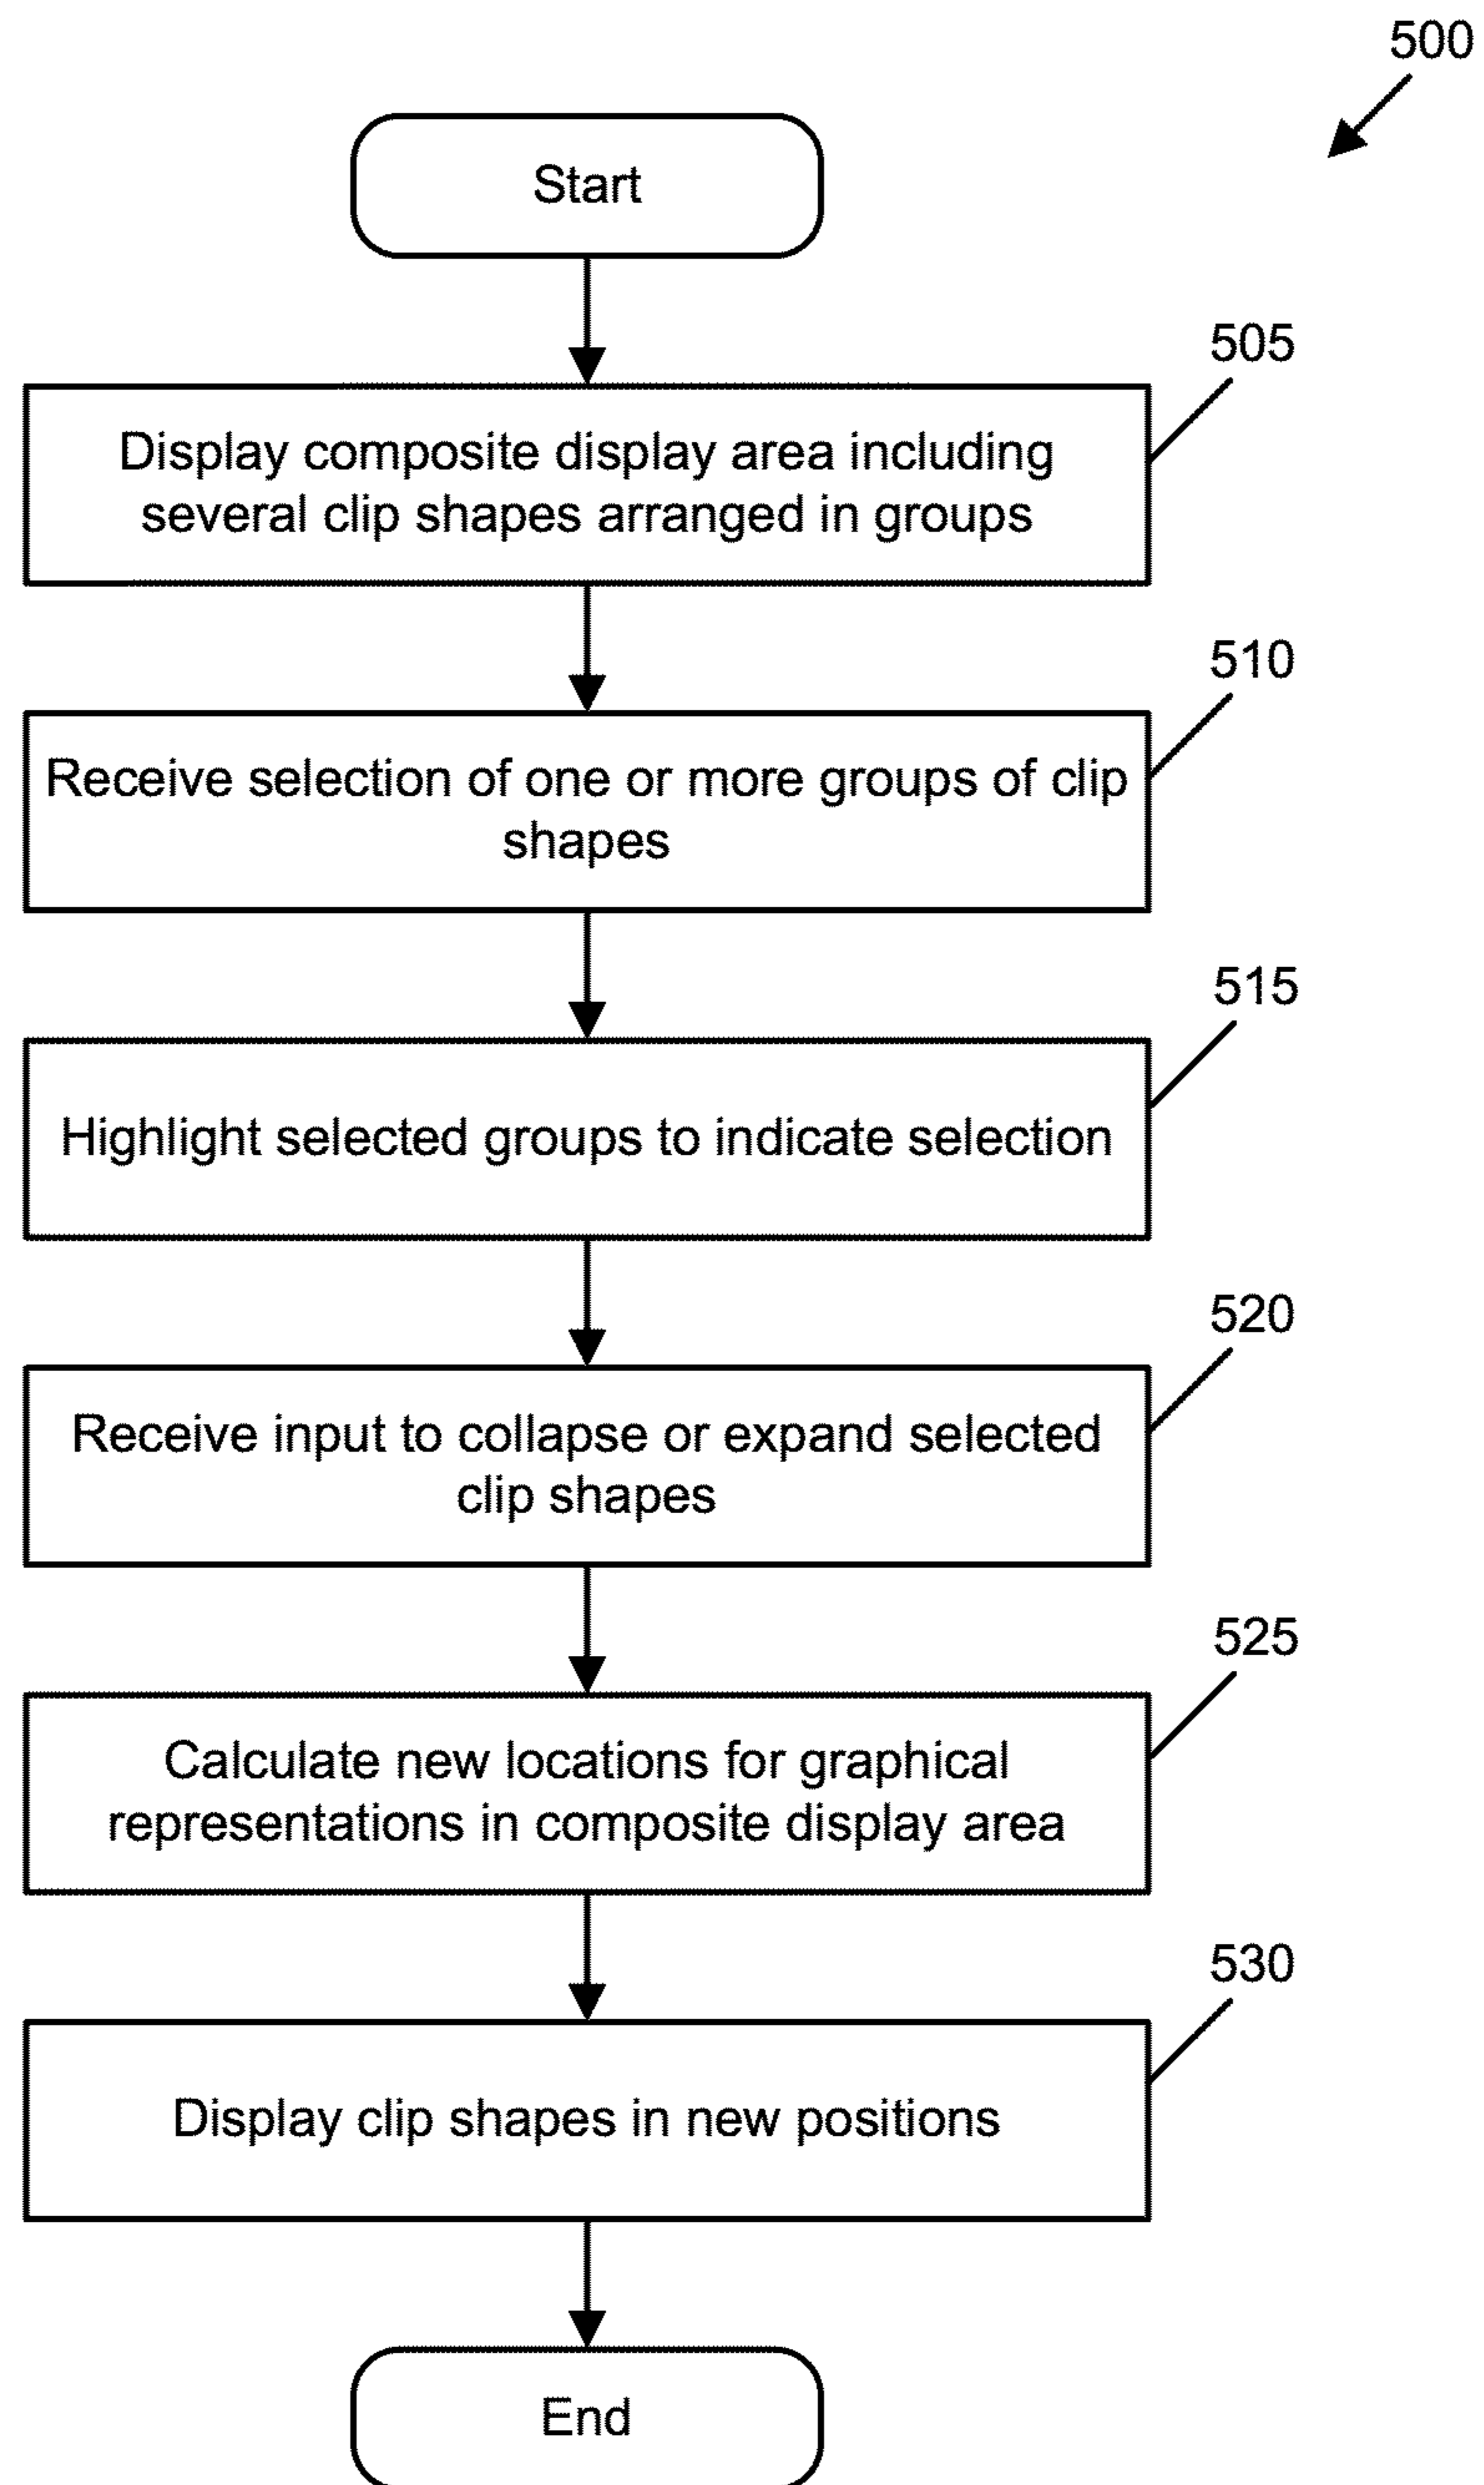 500
Start
505
Display composite display area including
several clip shapes arranged in groups
510
Receive selection of one or more groups of clip
shapes
515
Highlight selected groups to indicate selection
520
Receive input to collapse or expand selected
clip shapes
525
Calculate new locations for graphical
representations in composite display area
530
Display clip shapes in new positions
End